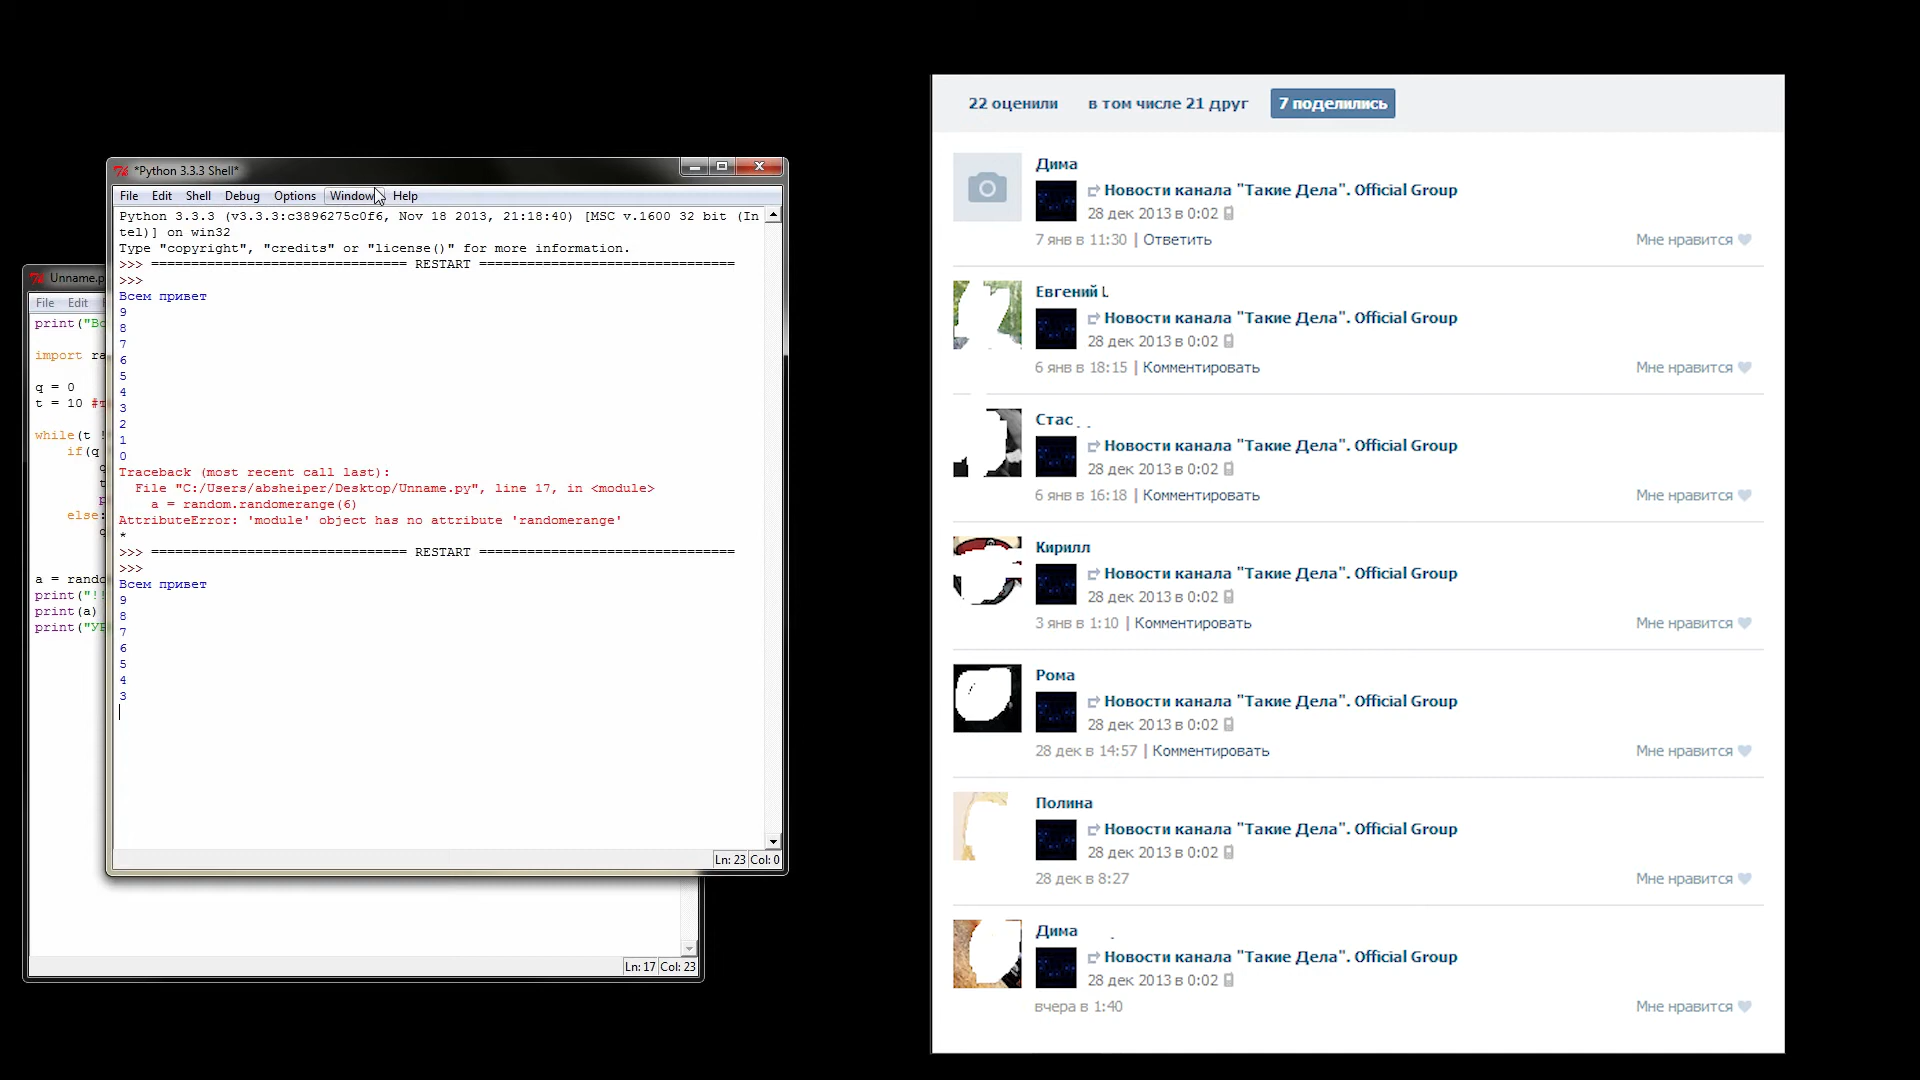 *Python 3.3.3 Shell*
File Edit Shell Debug Options Windows Help
Python 3.3.3 (v3.3.3:c3896275c0f6, Nov 18 2013, 21:18:40) [MSC v.1600 32 bit (In
tel)] on win32
Type "copyright", "credits" or "license()" for more information.
>>> ================================ RESTART ================================
>>>
Всем привет
9
8
7
6
5
4
3
2
1
0
Traceback (most recent call last):
File "C:/Users/absheiper/Desktop/Unname.py", line 17, in <module>
a = random.randomerange(6)
AttributeError: 'module' object has no attribute 'randomerange'
*
>>> ================================ RESTART ================================
>>>
Всем привет
9
8
7
6
5
4
3
Ln: 23 Col: 0
Unname.p
File Edit
print("Вс
import ra
q = 0
t = 10 #т
while(t !
if(q
q
t
p
else:
q
a = rando
print("!!
print(a)
print("УР
Ln: 17 Col: 23
22 оценили в том числе 21 друг 7 поделились
Дима
Новости канала "Такие Дела". Official Group
28 дек 2013 в 0:02
7 янв в 11:30 | Ответить Мне нравится
Евгений L
Новости канала "Такие Дела". Official Group
28 дек 2013 в 0:02
6 янв в 18:15 | Комментировать Мне нравится
Стас
Новости канала "Такие Дела". Official Group
28 дек 2013 в 0:02
6 янв в 16:18 | Комментировать Мне нравится
Кирилл
Новости канала "Такие Дела". Official Group
28 дек 2013 в 0:02
3 янв в 1:10 | Комментировать Мне нравится
Рома
Новости канала "Такие Дела". Official Group
28 дек 2013 в 0:02
28 дек в 14:57 | Комментировать Мне нравится
Полина
Новости канала "Такие Дела". Official Group
28 дек 2013 в 0:02
28 дек в 8:27 Мне нравится
Дима
Новости канала "Такие Дела". Official Group
28 дек 2013 в 0:02
вчера в 1:40 Мне нравится